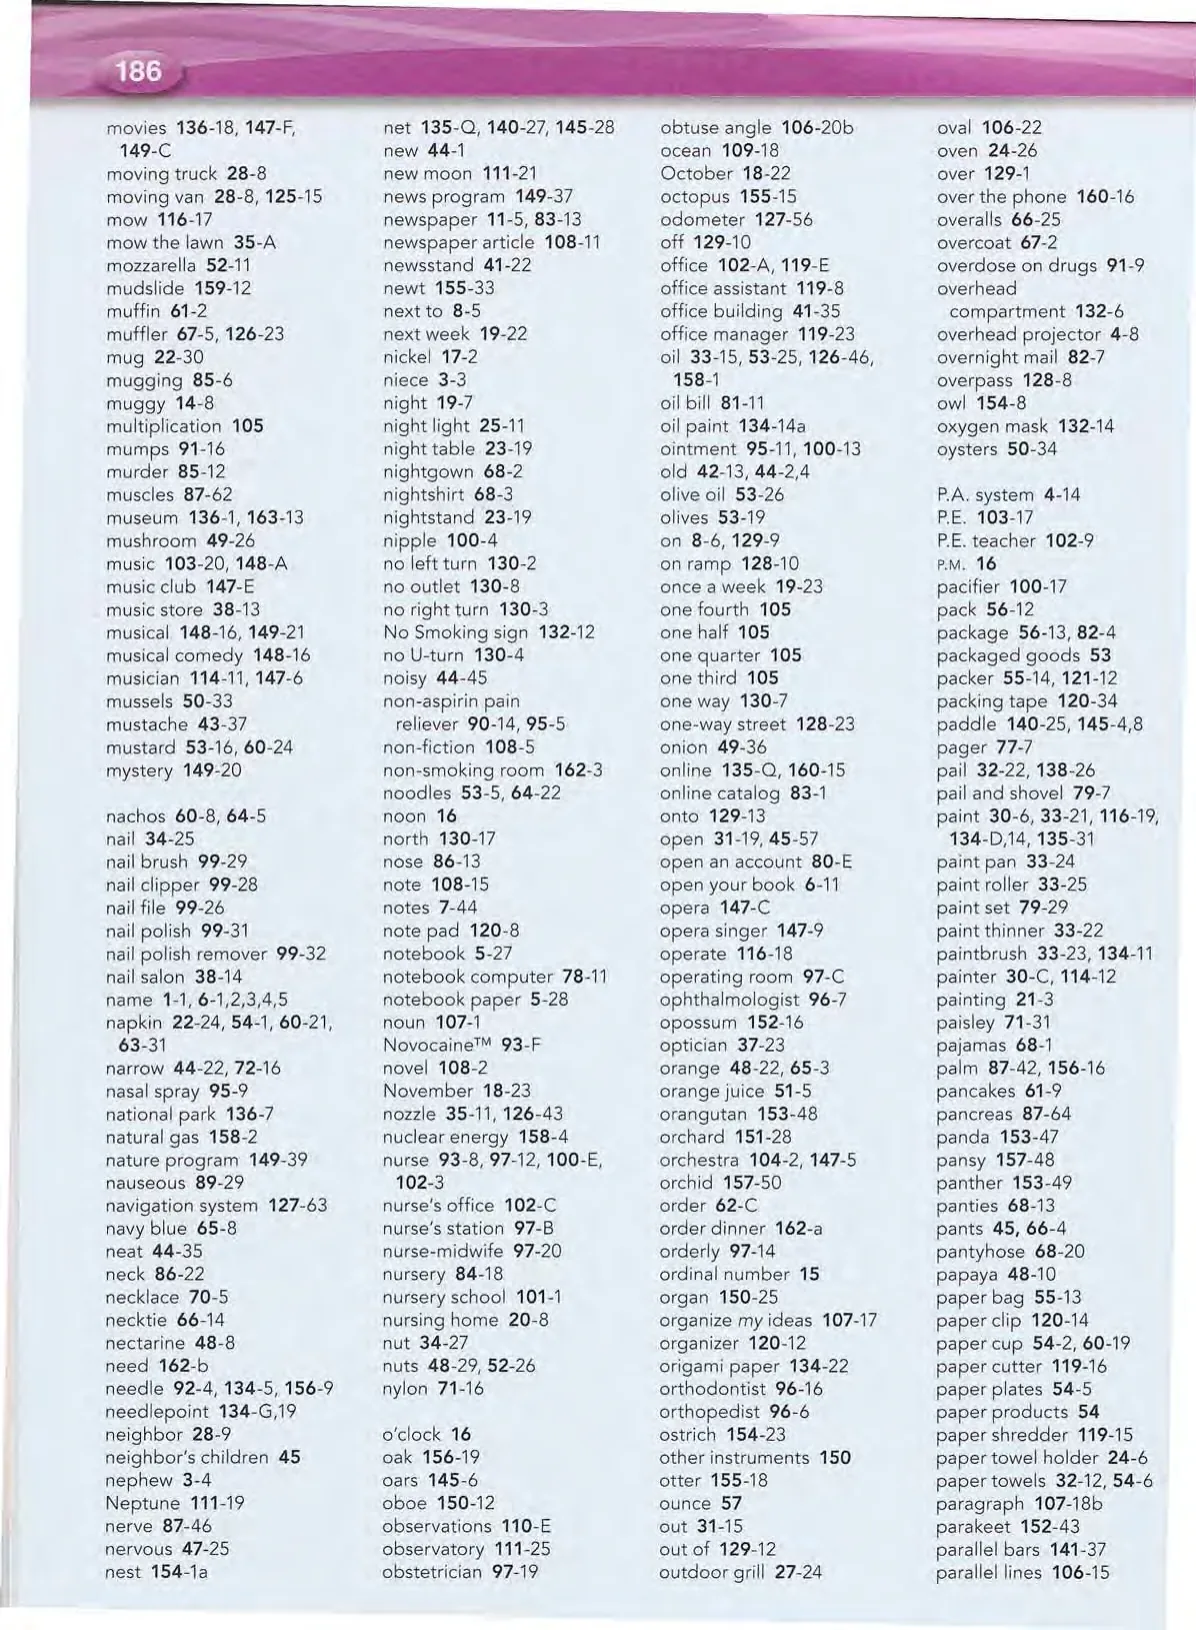 186
movies 136-18, 147-F,
149-C
moving truck 28-8
moving van 28-8, 125-15
mow 116-17
mow the lawn 35-A
mozzarella 52-11
mudslide 159-12
muffin 61-2
muffler 67-5, 126-23
mug 22-30
mugging 85-6
muggy 14-8
multiplication 105
mumps 91-16
murder 85-12
muscles 87-62
museum 136-1, 163-13
mushroom 49-26
music 103-20, 148-A
music club 147-E
music store 38-13
musical 148-16, 149-21
musical comedy 148-16
musician 114-11, 147-6
mussels 50-33
mustache 43-37
mustard 53-16, 60-24
mystery 149-20
nachos 60-8, 64-5
nail 34-25
nail brush 99-29
nail clipper 99-28
nail file 99-26
nail polish 99-31
nail polish remover 99-32
nail salon 38-14
name 1-1, 6-1,2,3,4,5
napkin 22-24, 54-1, 60-21,
63-31
narrow 44-22, 72-16
nasal spray 95-9
national park 136-7
natural gas 158-2
nature program 149-39
nauseous 89-29
navigation system 127-63
navy blue 65-8
neat 44-35
neck 86-22
necklace 70-5
necktie 66-14
nectarine 48-8
need 162-b
needle 92-4, 134-5, 156-9
needlepoint 134-G,19
neighbor 28-9
neighbor's children 45
nephew 3-4
Neptune 111-19
nerve 87-46
nervous 47-25
nest 154-1a
net 135-Q, 140-27, 145-28
new 44-1
new moon 111-21
news program 149-37
newspaper 11-5, 83-13
newspaper article 108-11
newsstand 41-22
newt 155-33
next to 8-5
next week 19-22
nickel 17-2
niece 3-3
night 19-7
night light 25-11
night table 23-19
nightgown 68-2
nightshirt 68-3
nightstand 23-19
nipple 100-4
no left turn 130-2
no outlet 130-8
no right turn 130-3
No Smoking sign 132-12
no U-turn 130-4
noisy 44-45
non-aspirin pain
reliever 90-14, 95-5
non-fiction 108-5
non-smoking room 162-3
noodles 53-5, 64-22
noon 16
north 130-17
nose 86-13
note 108-15
notes 7-44
note pad 120-8
notebook 5-27
notebook computer 78-11
notebook paper 5-28
noun 107-1
Novocaine™ 93-F
novel 108-2
November 18-23
nozzle 35-11, 126-43
nuclear energy 158-4
nurse 93-8, 97-12, 100-E,
102-3
nurse's office 102-C
nurse's station 97-B
nurse-midwife 97-20
nursery 84-18
nursery school 101-1
nursing home 20-8
nut 34-27
nuts 48-29, 52-26
nylon 71-16
o'clock 16
oak 156-19
oars 145-6
oboe 150-12
observations 110-E
observatory 111-25
obstetrician 97-19
obtuse angle 106-20b
ocean 109-18
October 18-22
octopus 155-15
odometer 127-56
off 129-10
office 102-A, 119-E
office assistant 119-8
office building 41-35
office manager 119-23
oil 33-15, 53-25, 126-46,
158-1
oil bill 81-11
oil paint 134-14a
ointment 95-11, 100-13
old 42-13, 44-2,4
olive oil 53-26
olives 53-19
on 8-6, 129-9
on ramp 128-10
once a week 19-23
one fourth 105
one half 105
one quarter 105
one third 105
one way 130-7
one-way street 128-23
onion 49-36
online 135-Q, 160-15
online catalog 83-1
onto 129-13
open 31-19, 45-57
open an account 80-E
open your book 6-11
opera 147-C
opera singer 147-9
operate 116-18
operating room 97-C
ophthalmologist 96-7
opossum 152-16
optician 37-23
orange 48-22, 65-3
orange juice 51-5
orangutan 153-48
orchard 151-28
orchestra 104-2, 147-5
orchid 157-50
order 62-C
order dinner 162-a
orderly 97-14
ordinal number 15
organ 150-25
organize my ideas 107-17
organizer 120-12
origami paper 134-22
orthodontist 96-16
orthopedist 96-6
ostrich 154-23
other instruments 150
otter 155-18
ounce 57
out 31-15
out of 129-12
outdoor grill 27-24
oval 106-22
oven 24-26
over 129-1
over the phone 160-16
overalls 66-25
overcoat 67-2
overdose on drugs 91-9
overhead
compartment 132-6
overhead projector 4-8
overnight mail 82-7
overpass 128-8
owl 154-8
oxygen mask 132-14
oysters 50-34
P.A. system 4-14
P.E. 103-17
P.E. teacher 102-9
P.M. 16
pacifier 100-17
pack 56-12
package 56-13, 82-4
packaged goods 53
packer 55-14, 121-12
packing tape 120-34
paddle 140-25, 145-4,8
pager 77-7
pail 32-22, 138-26
pail and shovel 79-7
paint 30-6, 33-21, 116-19,
134-D,14, 135-31
paint pan 33-24
paint roller 33-25
paint set 79-29
paint thinner 33-22
paintbrush 33-23, 134-11
painter 30-C, 114-12
painting 21-3
paisley 71-31
pajamas 68-1
palm 87-42, 156-16
pancakes 61-9
pancreas 87-64
panda 153-47
pansy 157-48
panther 153-49
panties 68-13
pants 45, 66-4
pantyhose 68-20
papaya 48-10
paper bag 55-13
paper clip 120-14
paper cup 54-2, 60-19
paper cutter 119-16
paper plates 54-5
paper products 54
paper shredder 119-15
paper towel holder 24-6
paper towels 32-12, 54-6
paragraph 107-18b
parakeet 152-43
parallel bars 141-37
parallel lines 106-15